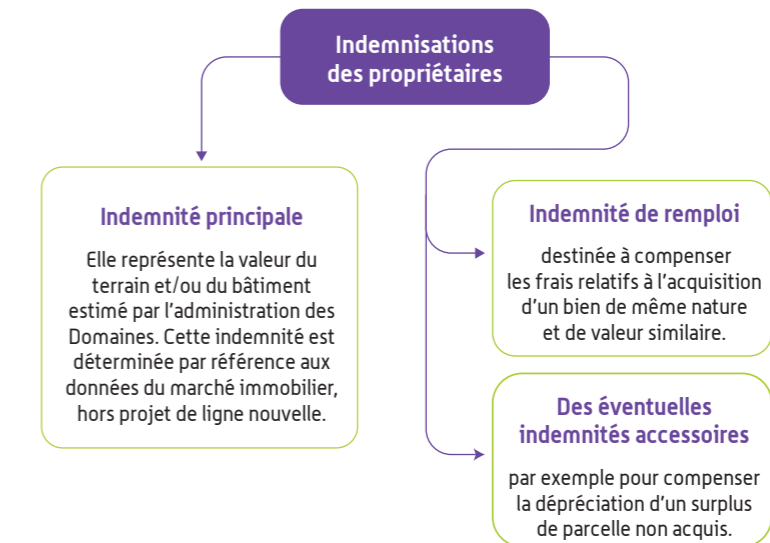 Indemnisations
des propriétaires
Indemnité principale
Elle représente la valeur du
terrain et/ou du bâtiment
estimé par l'administration des
Domaines. Cette indemnité est
déterminée par référence aux
données du marché immobilier,
hors projet de ligne nouvelle.
Indemnité de remploi
destinée à compenser
les frais relatifs à l'acquisition
d'un bien de même nature
et de valeur similaire.
Des éventuelles
indemnités accessoires
par exemple pour compenser
la dépréciation d'un surplus
de parcelle non acquis.